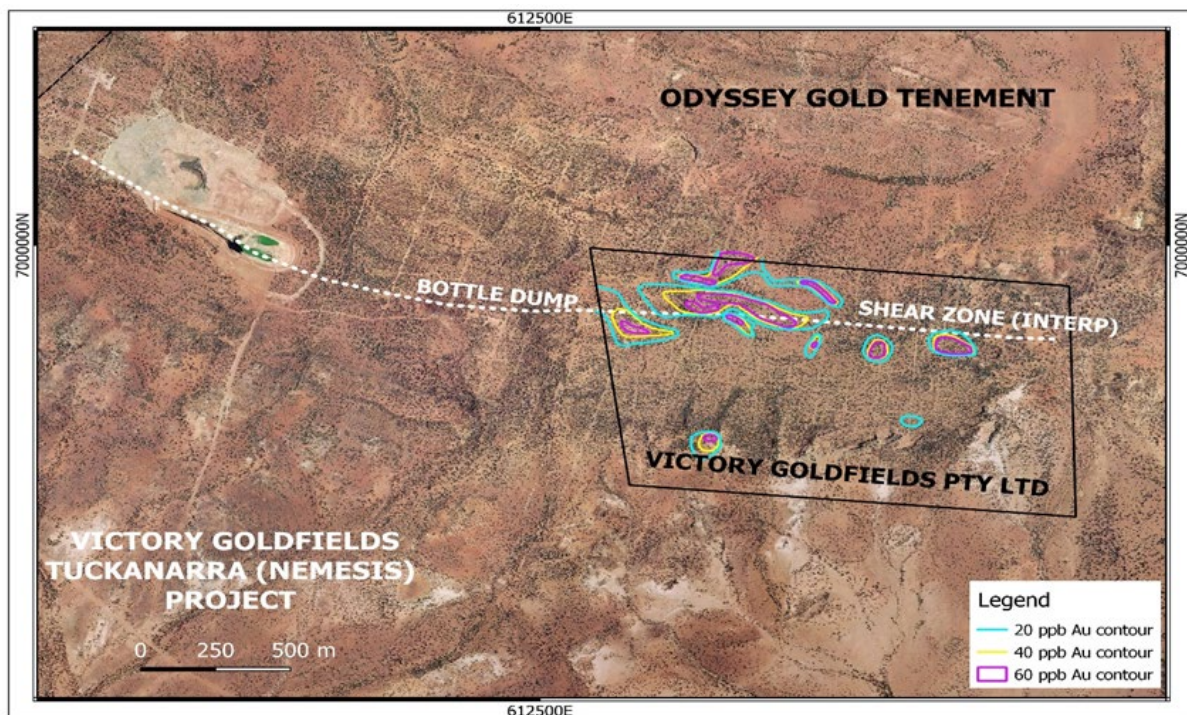 612500E
ODYSSEY GOLD TENEMENT
7000000N
7000000N
BOTTLE DUMP
SHEAR ZONE (INTERP)
VICTORY GOLDFIELDS PTY LTD
VICTORY GOLDFIELDS
TUCKANARRA (NEMESIS)
PROJECT
0 250 500 m
Legend
20 ppb Au contour
40 ppb Au contour
60 ppb Au contour
612500E